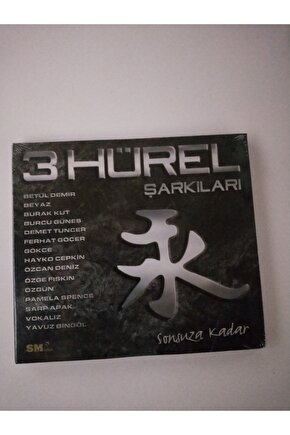 3 HÜREL
ŞARKILARI
BETÜL DEMİR
BEYAZ
BURAK KUT
BURCU GÜNEŞ
DEMET TUNCER
FERHAT GÖÇER
GÖKÇE
HAYKO CEPKİN
ÖZCAN DENİZ
ÖZGE FIŞKIN
ÖZGÜN
PAMELA SPENCE
SARP APAK
VOKALİZ
YAVUZ BİNGÖL
永
Sonsuza Kadar
SM